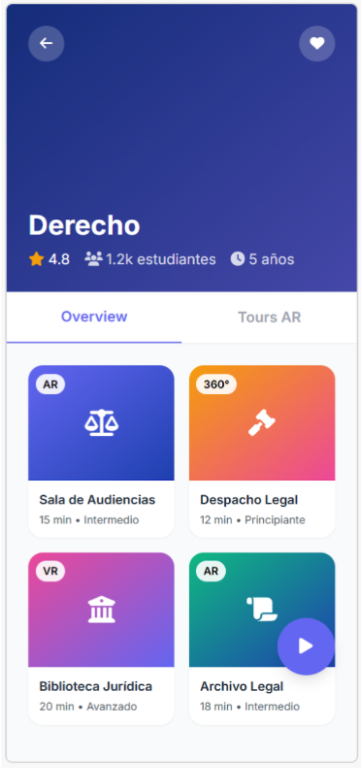 Derecho
4.8 1.2k estudiantes 5 años
Overview Tours AR
AR 360°
Sala de Audiencias Despacho Legal
15 min • Intermedio 12 min • Principiante
VR AR
Biblioteca Jurídica Archivo Legal
20 min • Avanzado 18 min • Intermedio